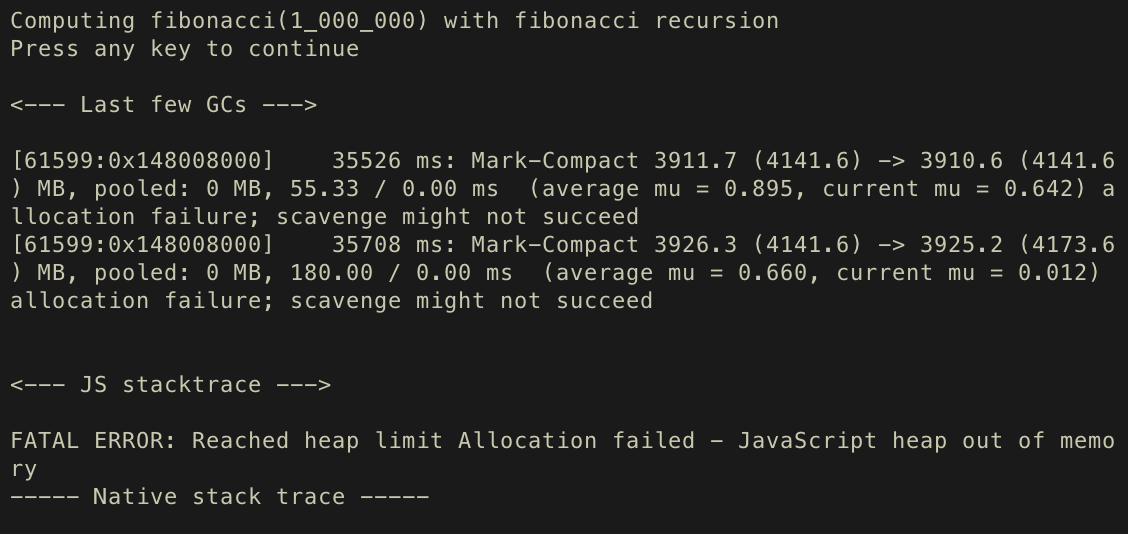 Computing fibonacci(1_000_000) with fibonacci recursion
Press any key to continue
<--- Last few GCs --->
[61599:0x148008000]    35526 ms: Mark-Compact 3911.7 (4141.6) -> 3910.6 (4141.6
) MB, pooled: 0 MB, 55.33 / 0.00 ms  (average mu = 0.895, current mu = 0.642) a
llocation failure; scavenge might not succeed
[61599:0x148008000]    35708 ms: Mark-Compact 3926.3 (4141.6) -> 3925.2 (4173.6
) MB, pooled: 0 MB, 180.00 / 0.00 ms  (average mu = 0.660, current mu = 0.012)
allocation failure; scavenge might not succeed
<--- JS stacktrace --->
FATAL ERROR: Reached heap limit Allocation failed - JavaScript heap out of memo
ry
----- Native stack trace -----